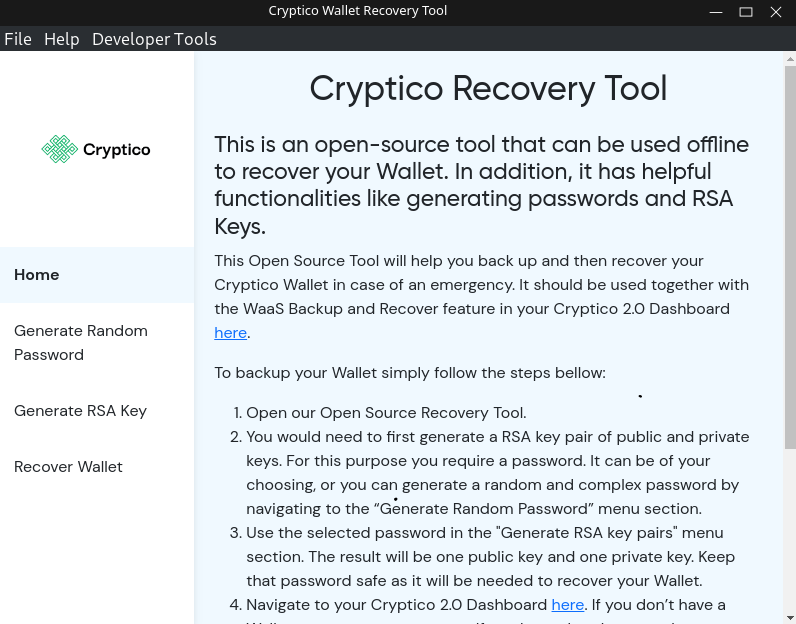 Cryptico Wallet Recovery Tool
File Help Developer Tools
Cryptico
Home
Generate Random
Password
Generate RSA Key
Recover Wallet
Cryptico Recovery Tool
This is an open-source tool that can be used offline
to recover your Wallet. In addition, it has helpful
functionalities like generating passwords and RSA
Keys.
This Open Source Tool will help you back up and then recover your
Cryptico Wallet in case of an emergency. It should be used together with
the WaaS Backup and Recover feature in your Cryptico 2.0 Dashboard
here.
To backup your Wallet simply follow the steps bellow:
1. Open our Open Source Recovery Tool.
2. You would need to first generate a RSA key pair of public and private
keys. For this purpose you require a password. It can be of your
choosing, or you can generate a random and complex password by
navigating to the “Generate Random Password” menu section.
3. Use the selected password in the "Generate RSA key pairs" menu
section. The result will be one public key and one private key. Keep
that password safe as it will be needed to recover your Wallet.
4. Navigate to your Cryptico 2.0 Dashboard here. If you don’t have a